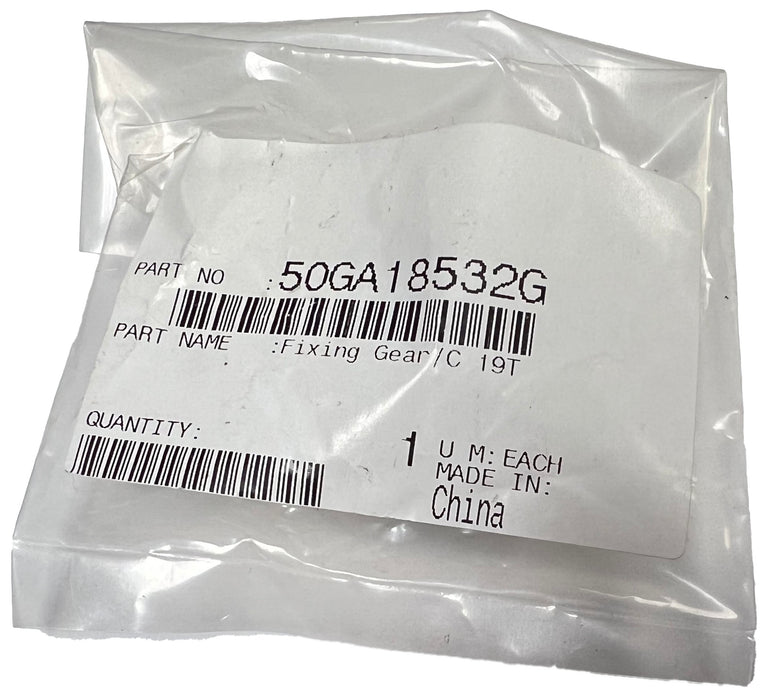 PART NO :50GA18532G
PART NAME :Fixing Gear/C 19T
QUANTITY: 1 U M: EACH
MADE IN:
China